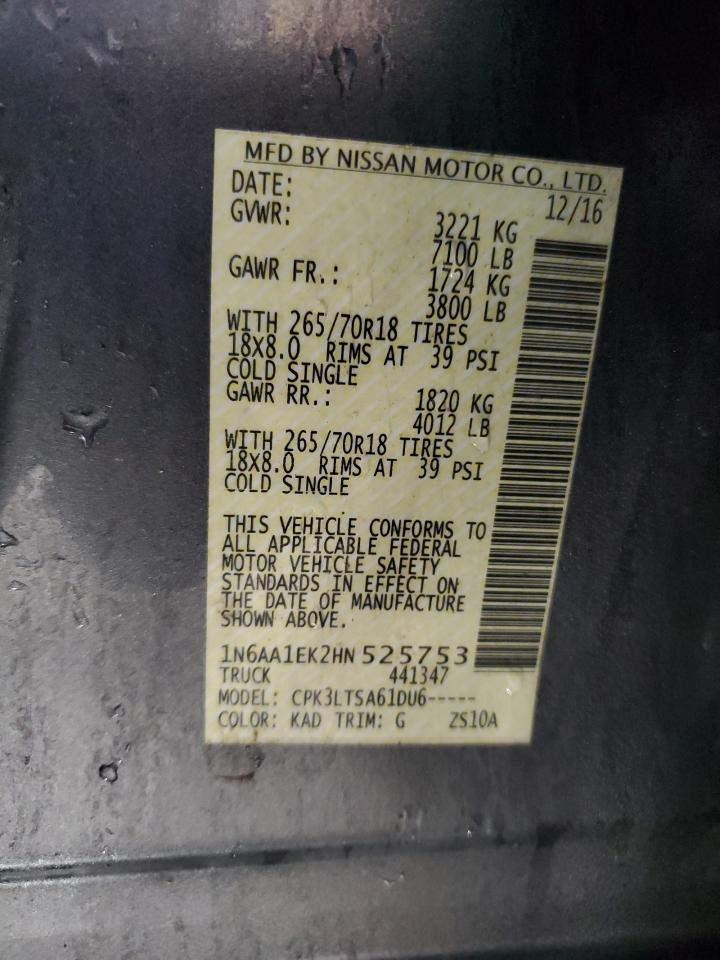 MFD BY NISSAN MOTOR CO., LTD.
DATE: 12/16
GVWR: 3221 KG
7100 LB
GAWR FR.: 1724 KG
3800 LB
WITH 265/70R18 TIRES
18X8.0 RIMS AT 39 PSI
COLD SINGLE
GAWR RR.: 1820 KG
4012 LB
WITH 265/70R18 TIRES
18X8.0 RIMS AT 39 PSI
COLD SINGLE
THIS VEHICLE CONFORMS TO
ALL APPLICABLE FEDERAL
MOTOR VEHICLE SAFETY
STANDARDS IN EFFECT ON
THE DATE OF MANUFACTURE
SHOWN ABOVE.
1N6AA1EK2HN525753
TRUCK 441347
MODEL: CPK3LTSA61DU6-----
COLOR: KAD TRIM: G ZS10A